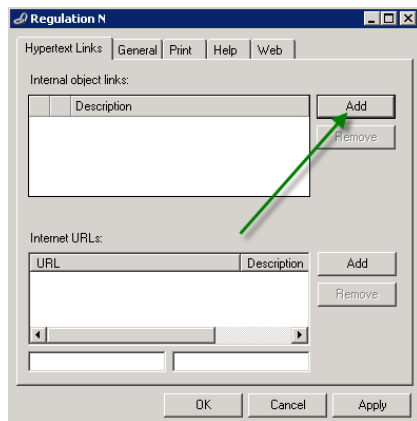 Regulation N
Hypertext Links General Print Help Web
Internal object links:
Description
Add
Remove
Internet URLs:
URL Description
Add
Remove
OK Cancel Apply